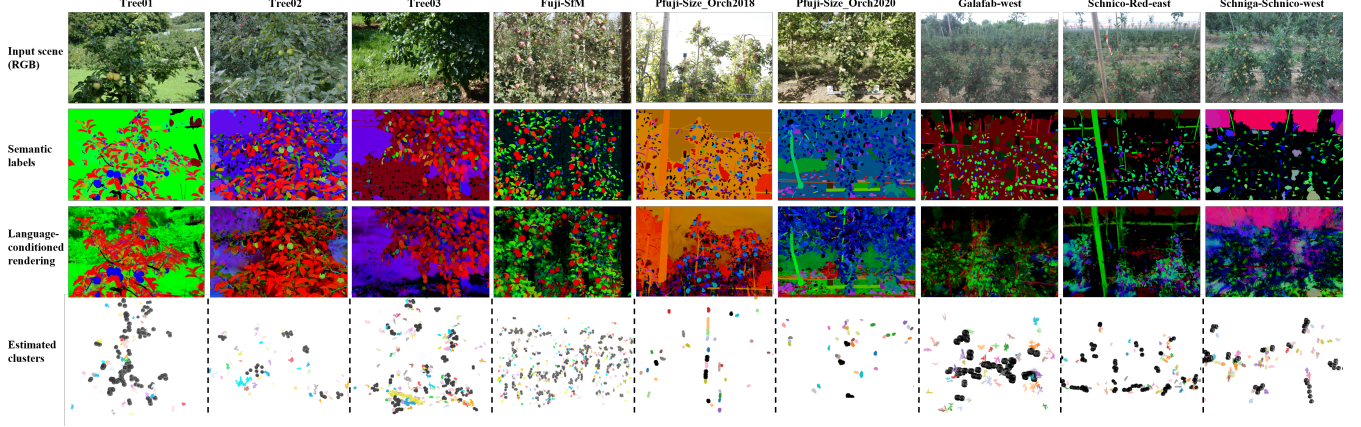 Tree01 Tree02 Tree03 Fuji-SfM Pfuji-Size_Orch2018 Pfuji-Size_Orch2020 Galafab-west Schnico-Red-east Schniga-Schnico-west
Input scene
(RGB)
Semantic
labels
Language-
conditioned
rendering
Estimated
clusters